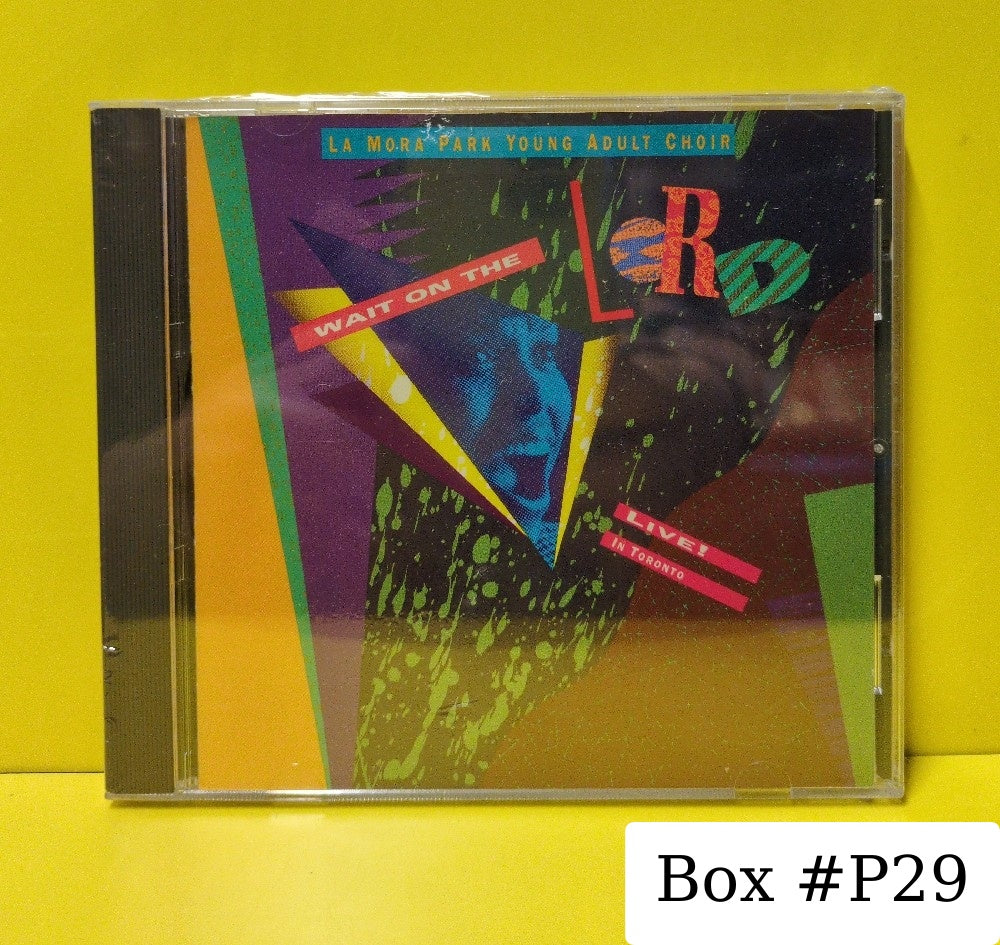 LA MORA PARK YOUNG ADULT CHOIR
WAIT ON THE
LORD
LIVE!
IN TORONTO
Box #P29